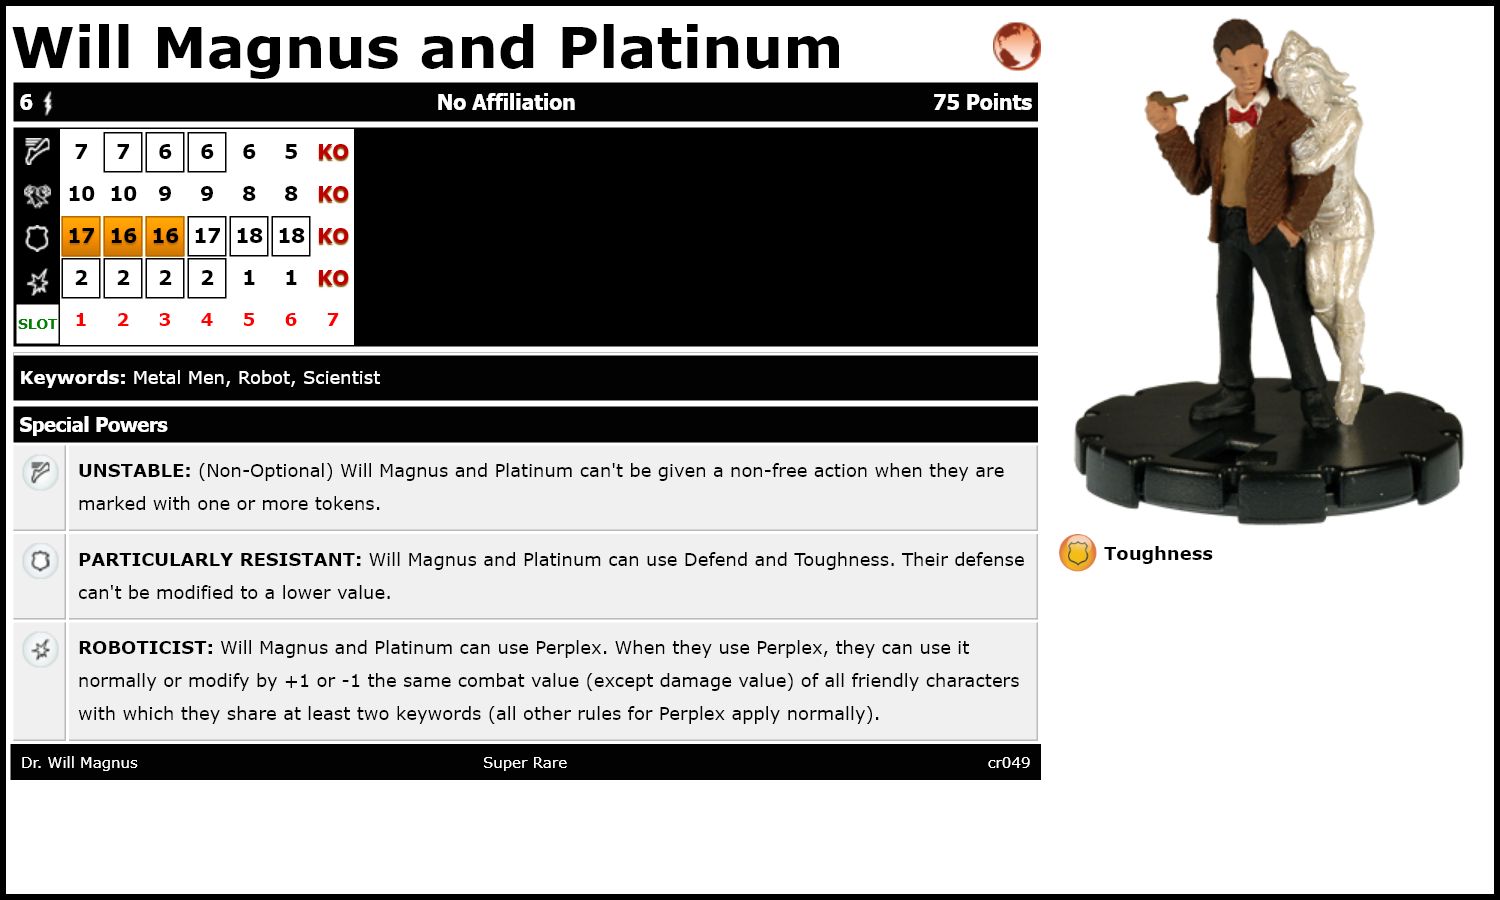 Will Magnus and Platinum
6 No Affiliation 75 Points
7 7 6 6 6 5 KO
10 10 9 9 8 8 KO
17 16 16 17 18 18 KO
2 2 2 2 1 1 KO
SLOT 1 2 3 4 5 6 7
Keywords: Metal Men, Robot, Scientist
Special Powers
UNSTABLE: (Non-Optional) Will Magnus and Platinum can't be given a non-free action when they are
marked with one or more tokens.
PARTICULARLY RESISTANT: Will Magnus and Platinum can use Defend and Toughness. Their defense
can't be modified to a lower value.
ROBOTICIST: Will Magnus and Platinum can use Perplex. When they use Perplex, they can use it
normally or modify by +1 or -1 the same combat value (except damage value) of all friendly characters
with which they share at least two keywords (all other rules for Perplex apply normally).
Dr. Will Magnus Super Rare cr049
Toughness